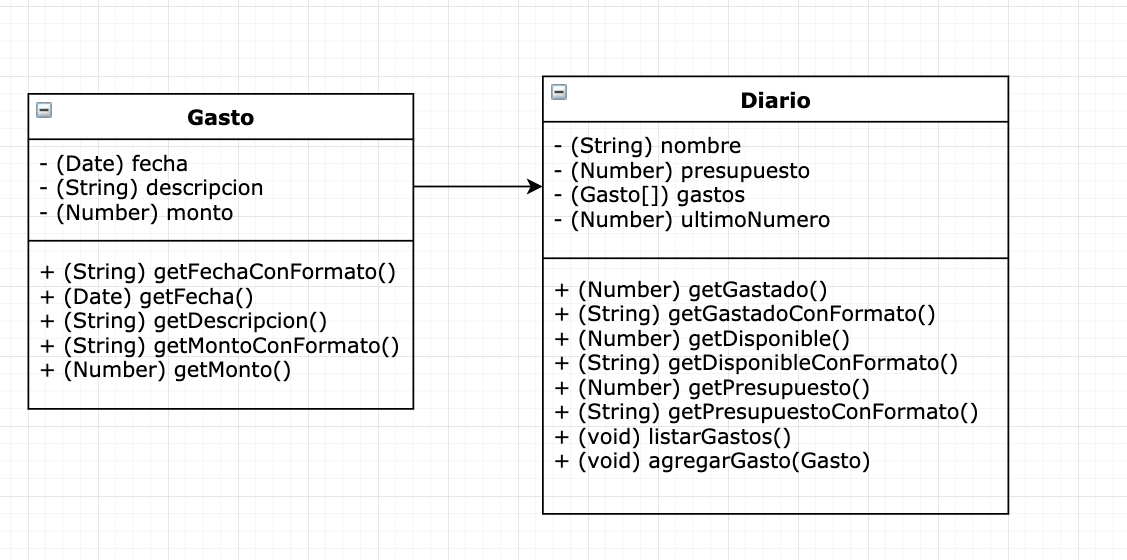 Gasto
- (Date) fecha
- (String) descripcion
- (Number) monto
+ (String) getFechaConFormato()
+ (Date) getFecha()
+ (String) getDescripcion()
+ (String) getMontoConFormato()
+ (Number) getMonto()
Diario
- (String) nombre
- (Number) presupuesto
- (Gasto[]) gastos
- (Number) ultimoNumero
+ (Number) getGastado()
+ (String) getGastadoConFormato()
+ (Number) getDisponible()
+ (String) getDisponibleConFormato()
+ (Number) getPresupuesto()
+ (String) getPresupuestoConFormato()
+ (void) listarGastos()
+ (void) agregarGasto(Gasto)